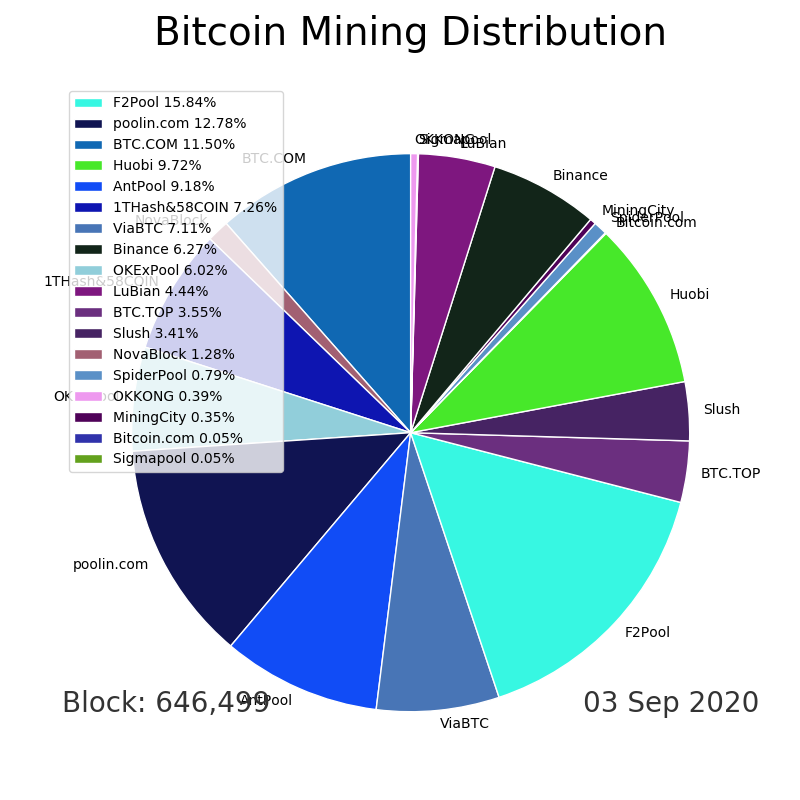 Bitcoin Mining Distribution
F2Pool 15.84%
poolin.com 12.78%
BTC.COM 11.50%
Huobi 9.72%
AntPool 9.18%
1THash&58COIN 7.26%
ViaBTC 7.11%
Binance 6.27%
OKExPool 6.02%
LuBian 4.44%
BTC.TOP 3.55%
Slush 3.41%
NovaBlock 1.28%
SpiderPool 0.79%
OKKONG 0.39%
MiningCity 0.35%
Bitcoin.com 0.05%
Sigmapool 0.05%
OKKONG
Sigmapool
LuBian
BTC.COM
Binance
MiningCity
SpiderPool
Bitcoin.com
NovaBlock
1THash&58COIN
Huobi
Slush
BTC.TOP
poolin.com
F2Pool
AntPool
ViaBTC
Block: 646,499
03 Sep 2020